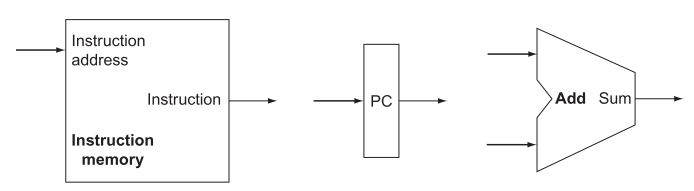 Instruction
address
Instruction
Instruction
memory
PC
Add Sum